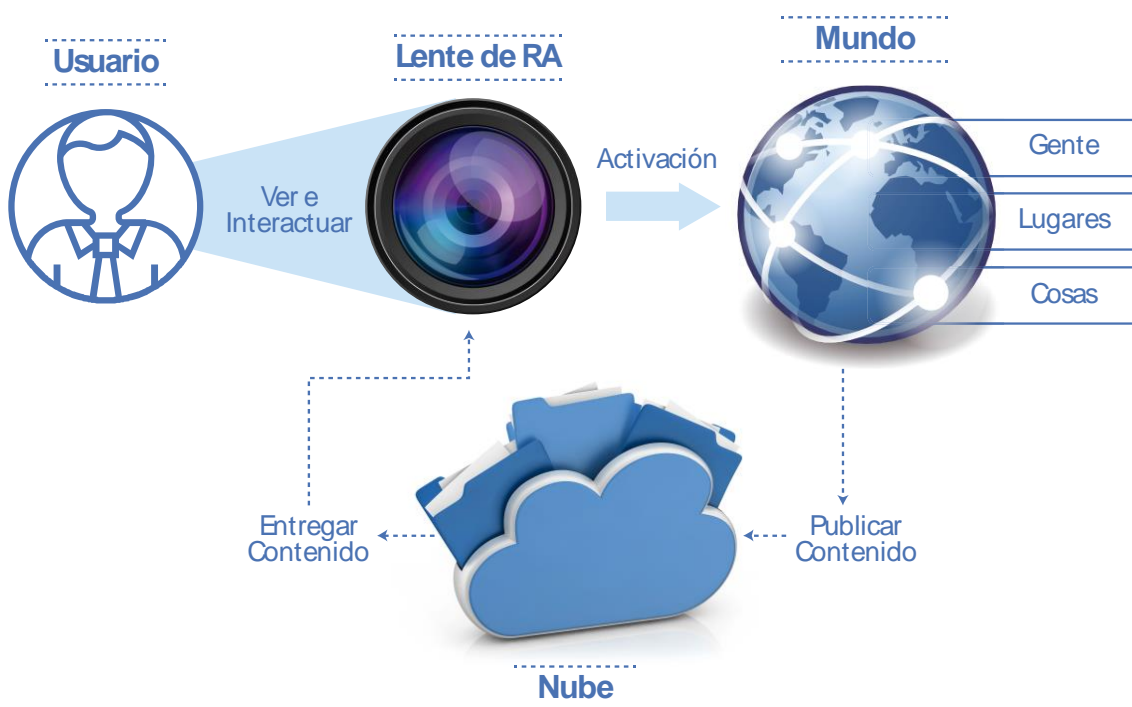 Usuario
Lente de RA
Mundo
Ver e
Interactuar
Activación
Gente
Lugares
Cosas
Entregar
Contenido
Publicar
Contenido
Nube